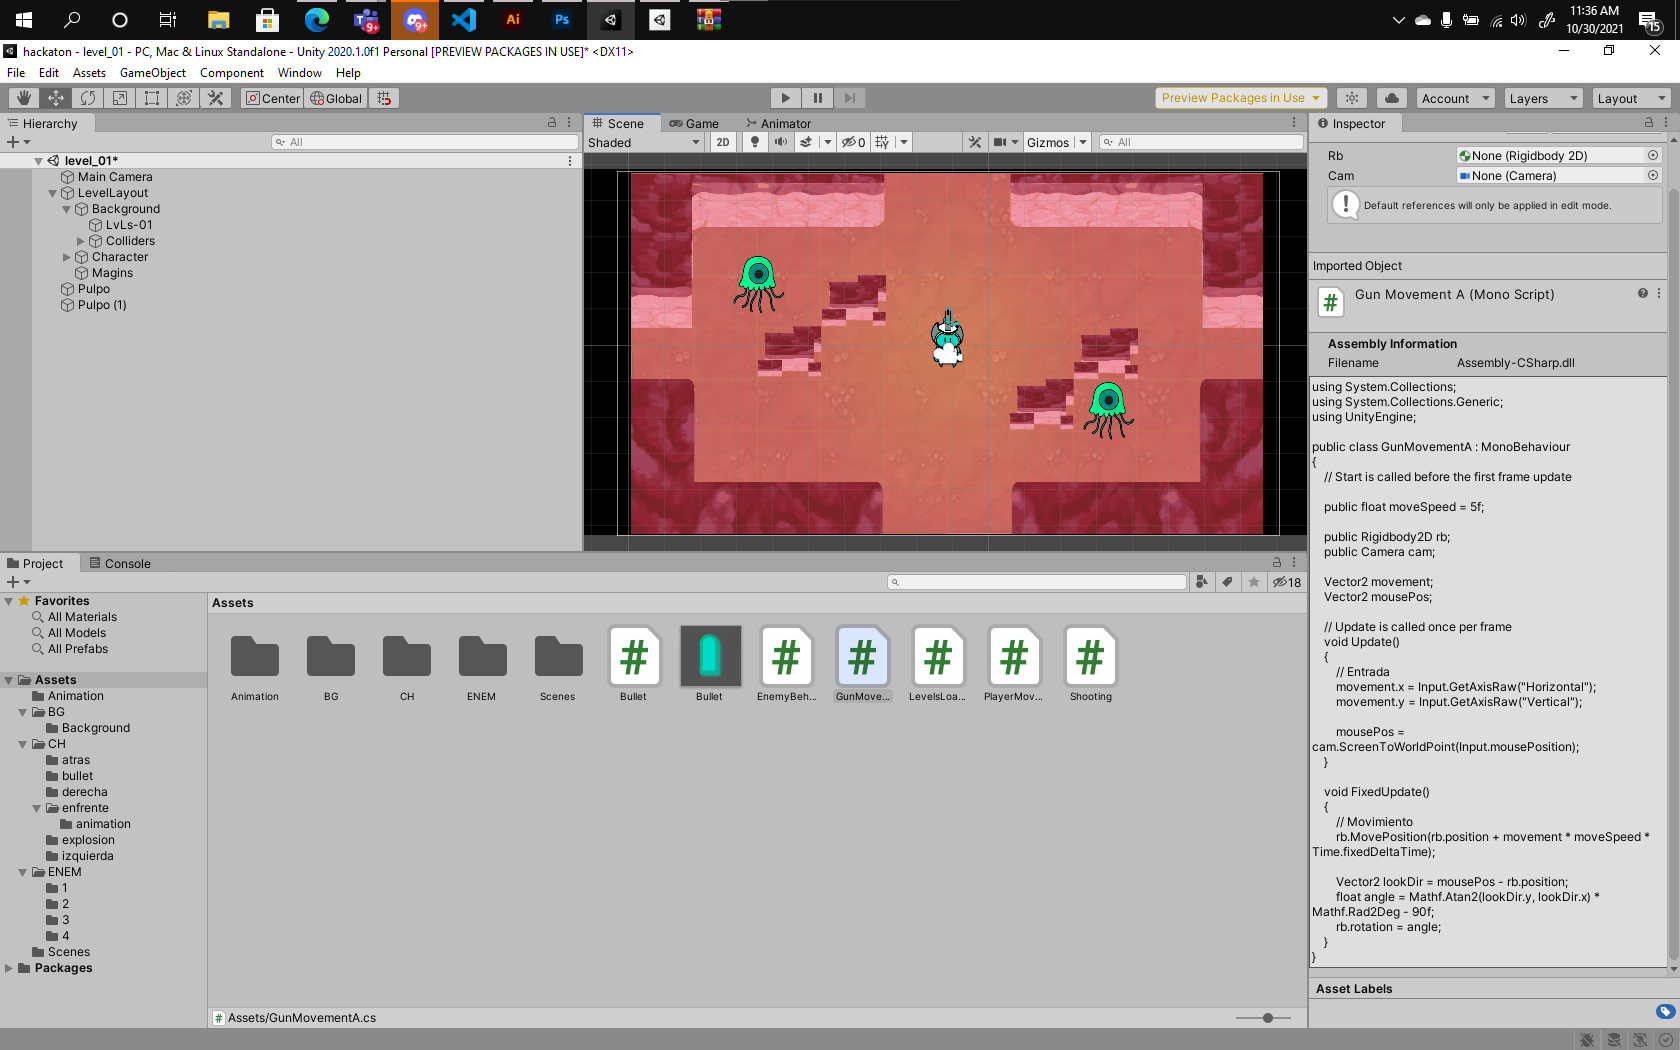 9+
9+
Ai
Ps
11:36 AM
10/30/2021
15
hackaton - level_01 - PC, Mac & Linux Standalone - Unity 2020.1.0f1 Personal [PREVIEW PACKAGES IN USE]* <DX11>
File Edit Assets GameObject Component Window Help
Center Global Preview Packages in Use Account Layers Layout
Hierarchy
All
level_01*
Main Camera
LevelLayout
Background
LvLs-01
Colliders
Character
Magins
Pulpo
Pulpo (1)
Scene Game Animator
Shaded 2D 0 Gizmos All
Inspector
Rb None (Rigidbody 2D)
Cam None (Camera)
Default references will only be applied in edit mode.
Imported Object
Gun Movement A (Mono Script)
Assembly Information
Filename Assembly-CSharp.dll
using System.Collections;
using System.Collections.Generic;
using UnityEngine;
public class GunMovementA : MonoBehaviour
{
// Start is called before the first frame update
public float moveSpeed = 5f;
public Rigidbody2D rb;
public Camera cam;
Vector2 movement;
Vector2 mousePos;
// Update is called once per frame
void Update()
{
// Entrada
movement.x = Input.GetAxisRaw("Horizontal");
movement.y = Input.GetAxisRaw("Vertical");
mousePos =
cam.ScreenToWorldPoint(Input.mousePosition);
}
void FixedUpdate()
{
// Movimiento
rb.MovePosition(rb.position + movement * moveSpeed *
Time.fixedDeltaTime);
Vector2 lookDir = mousePos - rb.position;
float angle = Mathf.Atan2(lookDir.y, lookDir.x) *
Mathf.Rad2Deg - 90f;
rb.rotation = angle;
}
}
Asset Labels
Project Console
18
Favorites
All Materials
All Models
All Prefabs
Assets
Animation
BG
Background
CH
atras
bullet
derecha
enfrente
animation
explosion
izquierda
ENEM
1
2
3
4
Scenes
Packages
Assets
Animation BG CH ENEM Scenes Bullet Bullet EnemyBeh... GunMove... LevelsLoa... PlayerMov... Shooting
Assets/GunMovementA.cs